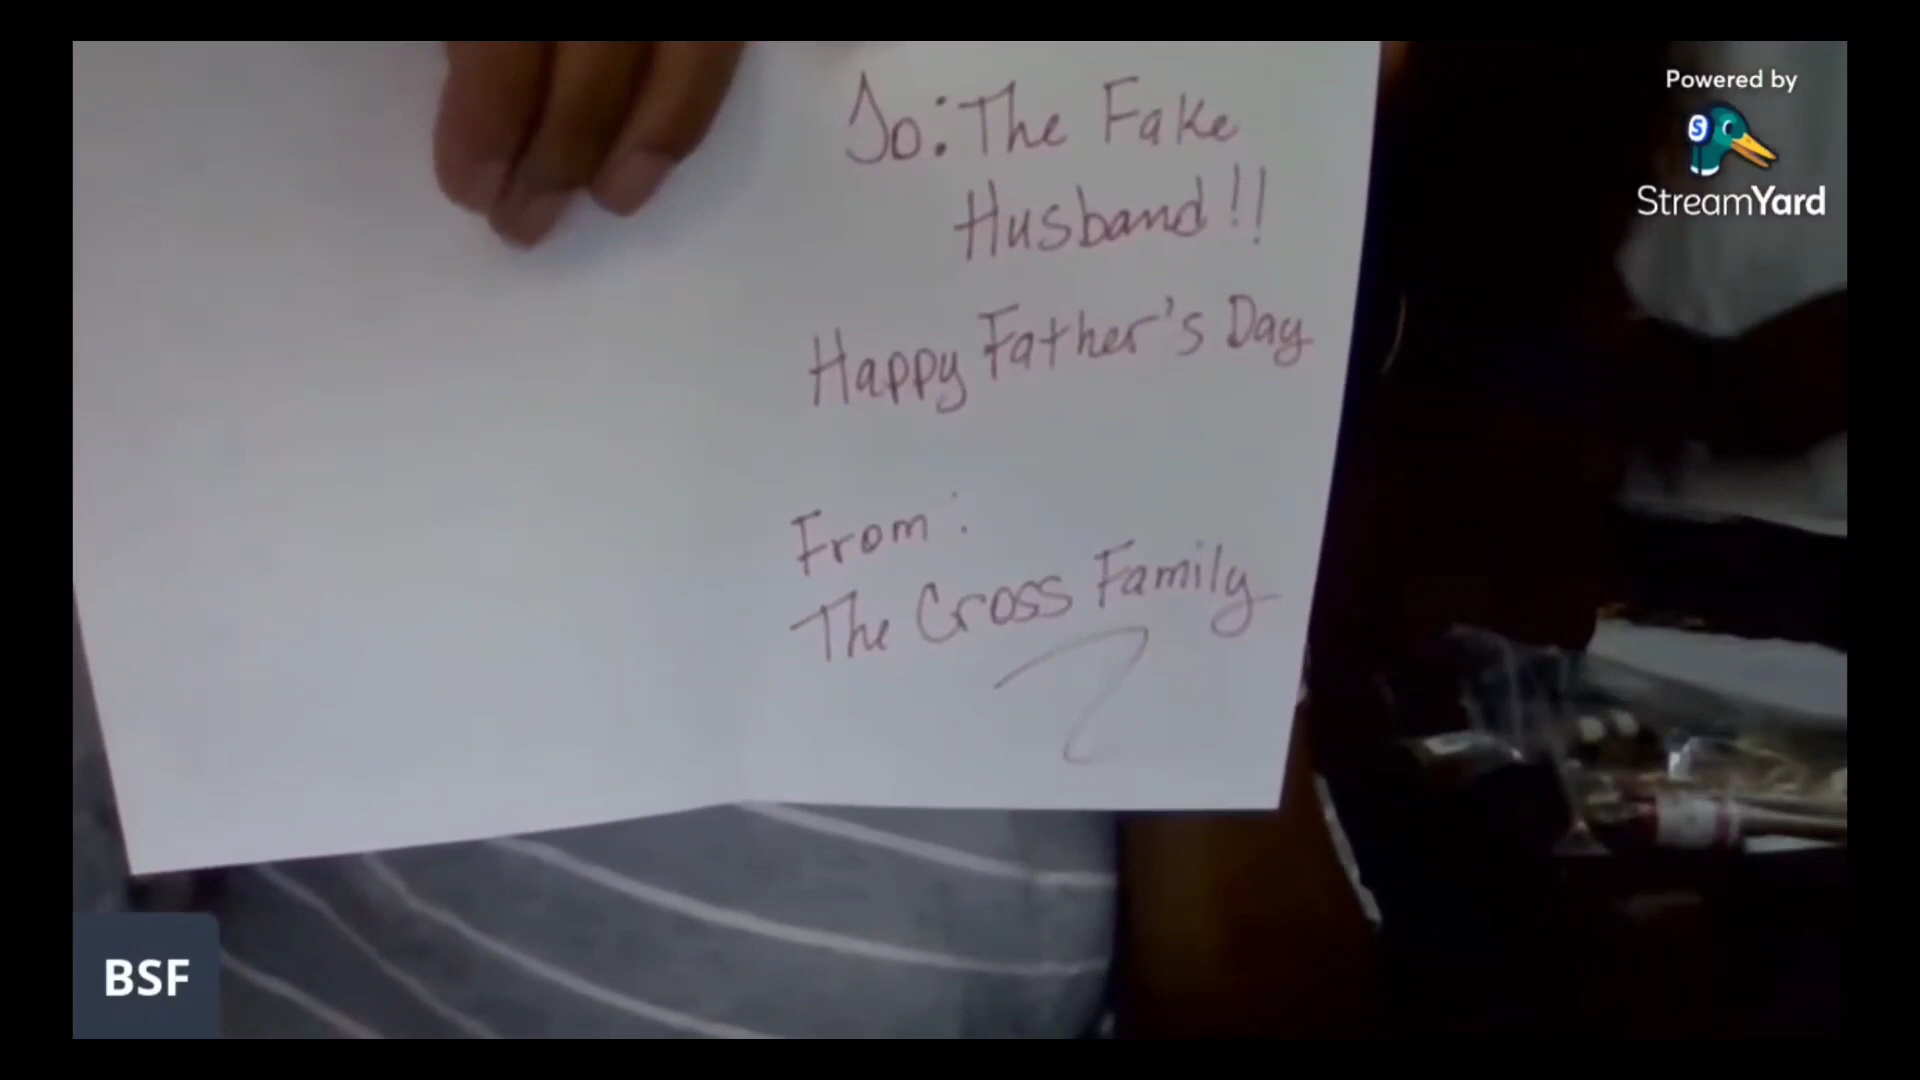 To: The Fake
Husband!!
Happy Father's Day
From:
The Cross Family
Powered by
StreamYard
BSF